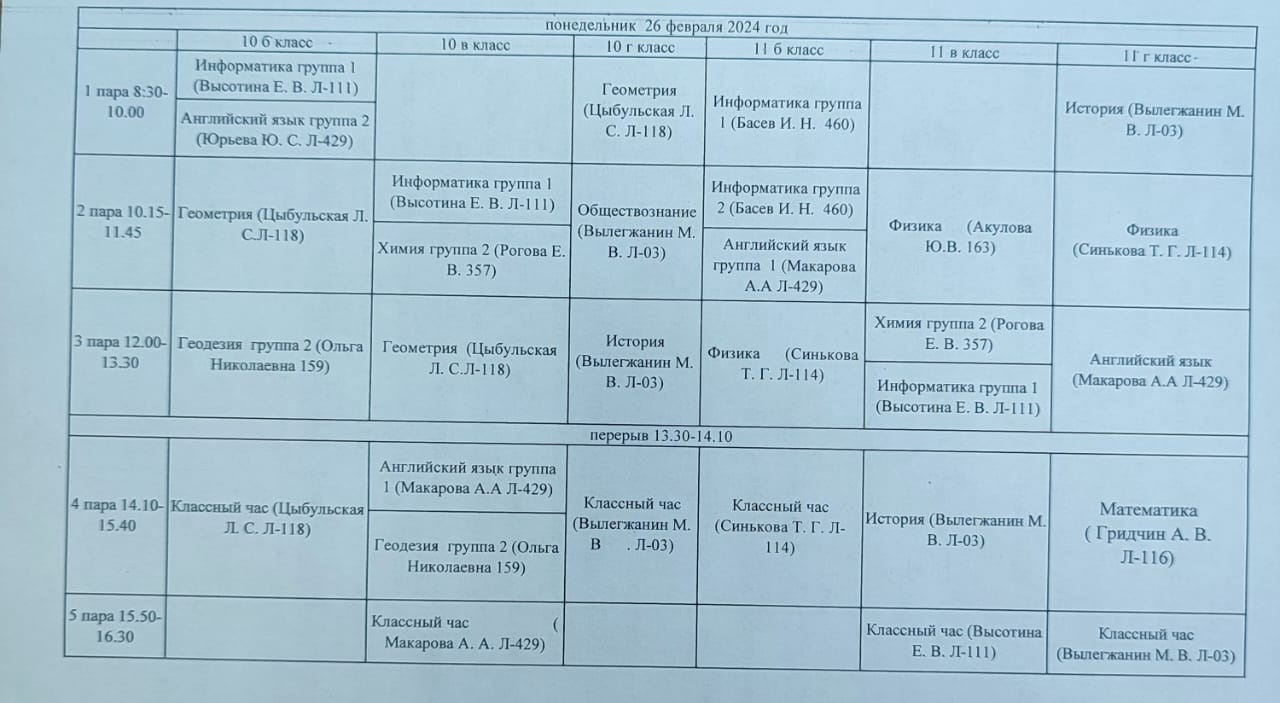 понедельник 26 февраля 2024 год
10 б класс
10 в класс
10 г класс
11 б класс
11 в класс
11 г класс
1 пара 8:30-
10.00
Информатика группа 1
(Высотина Е. В. Л-111)
Английский язык группа 2
(Юрьева Ю. С. Л-429)
Геометрия
(Цыбульская Л.
С. Л-118)
Информатика группа
1 (Басев И. Н. 460)
История (Вылегжанин М.
В. Л-03)
2 пара 10.15-
11.45
Геометрия (Цыбульская Л.
С.Л-118)
Информатика группа 1
(Высотина Е. В. Л-111)
Химия группа 2 (Рогова Е.
В. 357)
Обществознание
(Вылегжанин М.
В. Л-03)
Информатика группа
2 (Басев И. Н. 460)
Английский язык
группа 1 (Макарова
А.А Л-429)
Физика (Акулова
Ю.В. 163)
Физика
(Синькова Т. Г. Л-114)
3 пара 12.00-
13.30
Геодезия группа 2 (Ольга
Николаевна 159)
Геометрия (Цыбульская
Л. С.Л-118)
История
(Вылегжанин М.
В. Л-03)
Физика (Синькова
Т. Г. Л-114)
Химия группа 2 (Рогова
Е. В. 357)
Информатика группа 1
(Высотина Е. В. Л-111)
Английский язык
(Макарова А.А Л-429)
перерыв 13.30-14.10
4 пара 14.10-
15.40
Классный час (Цыбульская
Л. С. Л-118)
Английский язык группа
1 (Макарова А.А Л-429)
Геодезия группа 2 (Ольга
Николаевна 159)
Классный час
(Вылегжанин М.
В . Л-03)
Классный час
(Синькова Т. Г. Л-
114)
История (Вылегжанин М.
В. Л-03)
Математика
( Гридчин А. В.
Л-116)
5 пара 15.50-
16.30
Классный час (
Макарова А. А. Л-429)
Классный час (Высотина
Е. В. Л-111)
Классный час
(Вылегжанин М. В. Л-03)